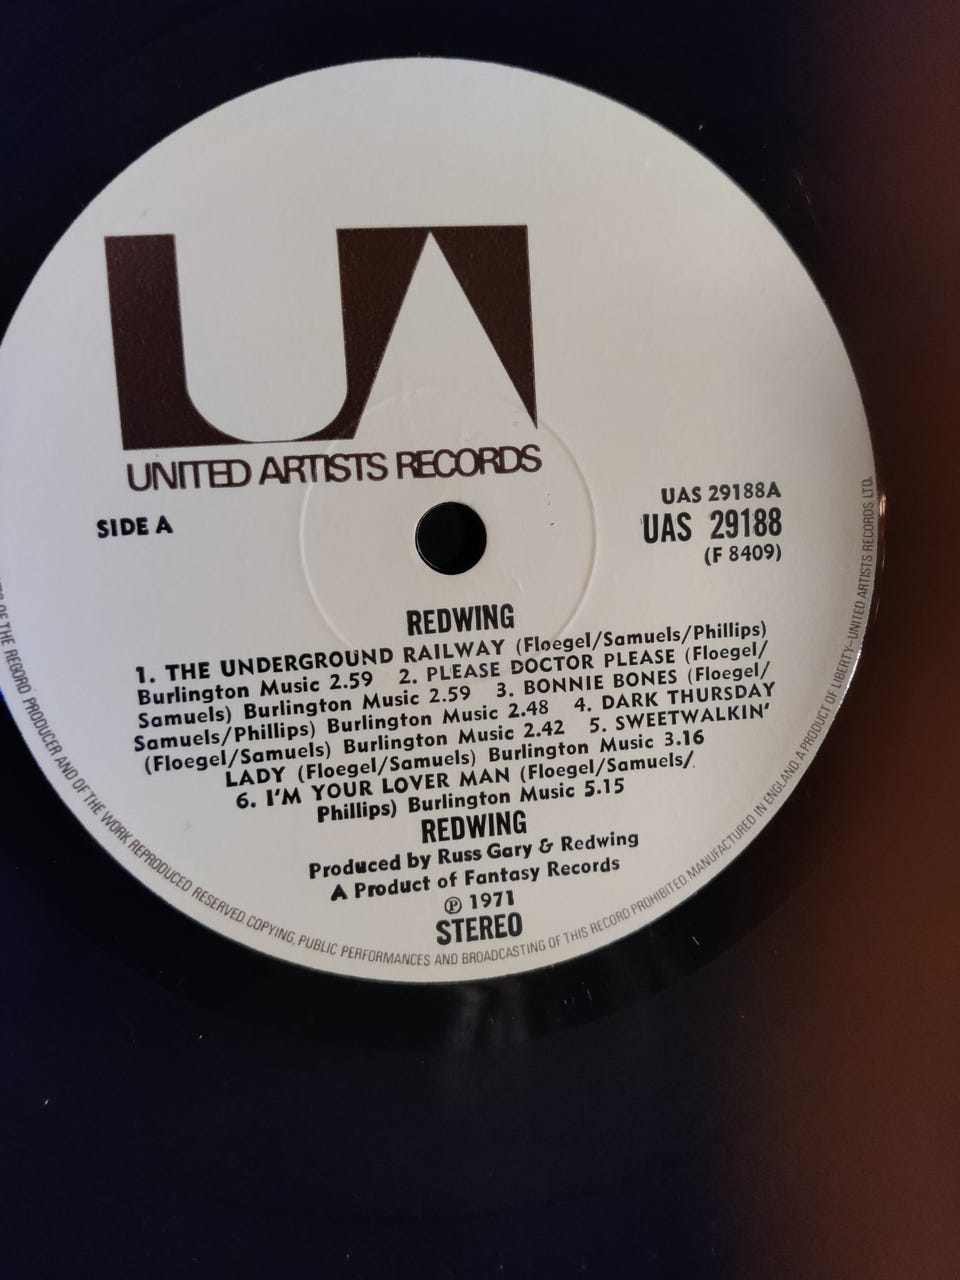 UA
UNITED ARTISTS RECORDS
SIDE A
UAS 29188A
UAS 29188
(F 8409)
REDWING
1. THE UNDERGROUND RAILWAY (Floegel/Samuels/Phillips)
Burlington Music 2.59 2. PLEASE DOCTOR PLEASE (Floegel/
Samuels) Burlington Music 2.59 3. BONNIE BONES (Floegel/
Samuels/Phillips) Burlington Music 2.48 4. DARK THURSDAY
(Floegel/Samuels) Burlington Music 2.42 5. SWEETWALKIN'
LADY (Floegel/Samuels) Burlington Music 3.16
6. I'M YOUR LOVER MAN (Floegel/Samuels/
Phillips) Burlington Music 5.15
REDWING
Produced by Russ Gary & Redwing
A Product of Fantasy Records
℗ 1971
STEREO
OF THE RECORD PRODUCER AND OF THE WORK REPRODUCED RESERVED. COPYING, PUBLIC PERFORMANCES AND BROADCASTING OF THIS RECORD PROHIBITED. MANUFACTURED IN ENGLAND. A PRODUCT OF LIBERTY-UNITED ARTISTS RECORDS LTD.